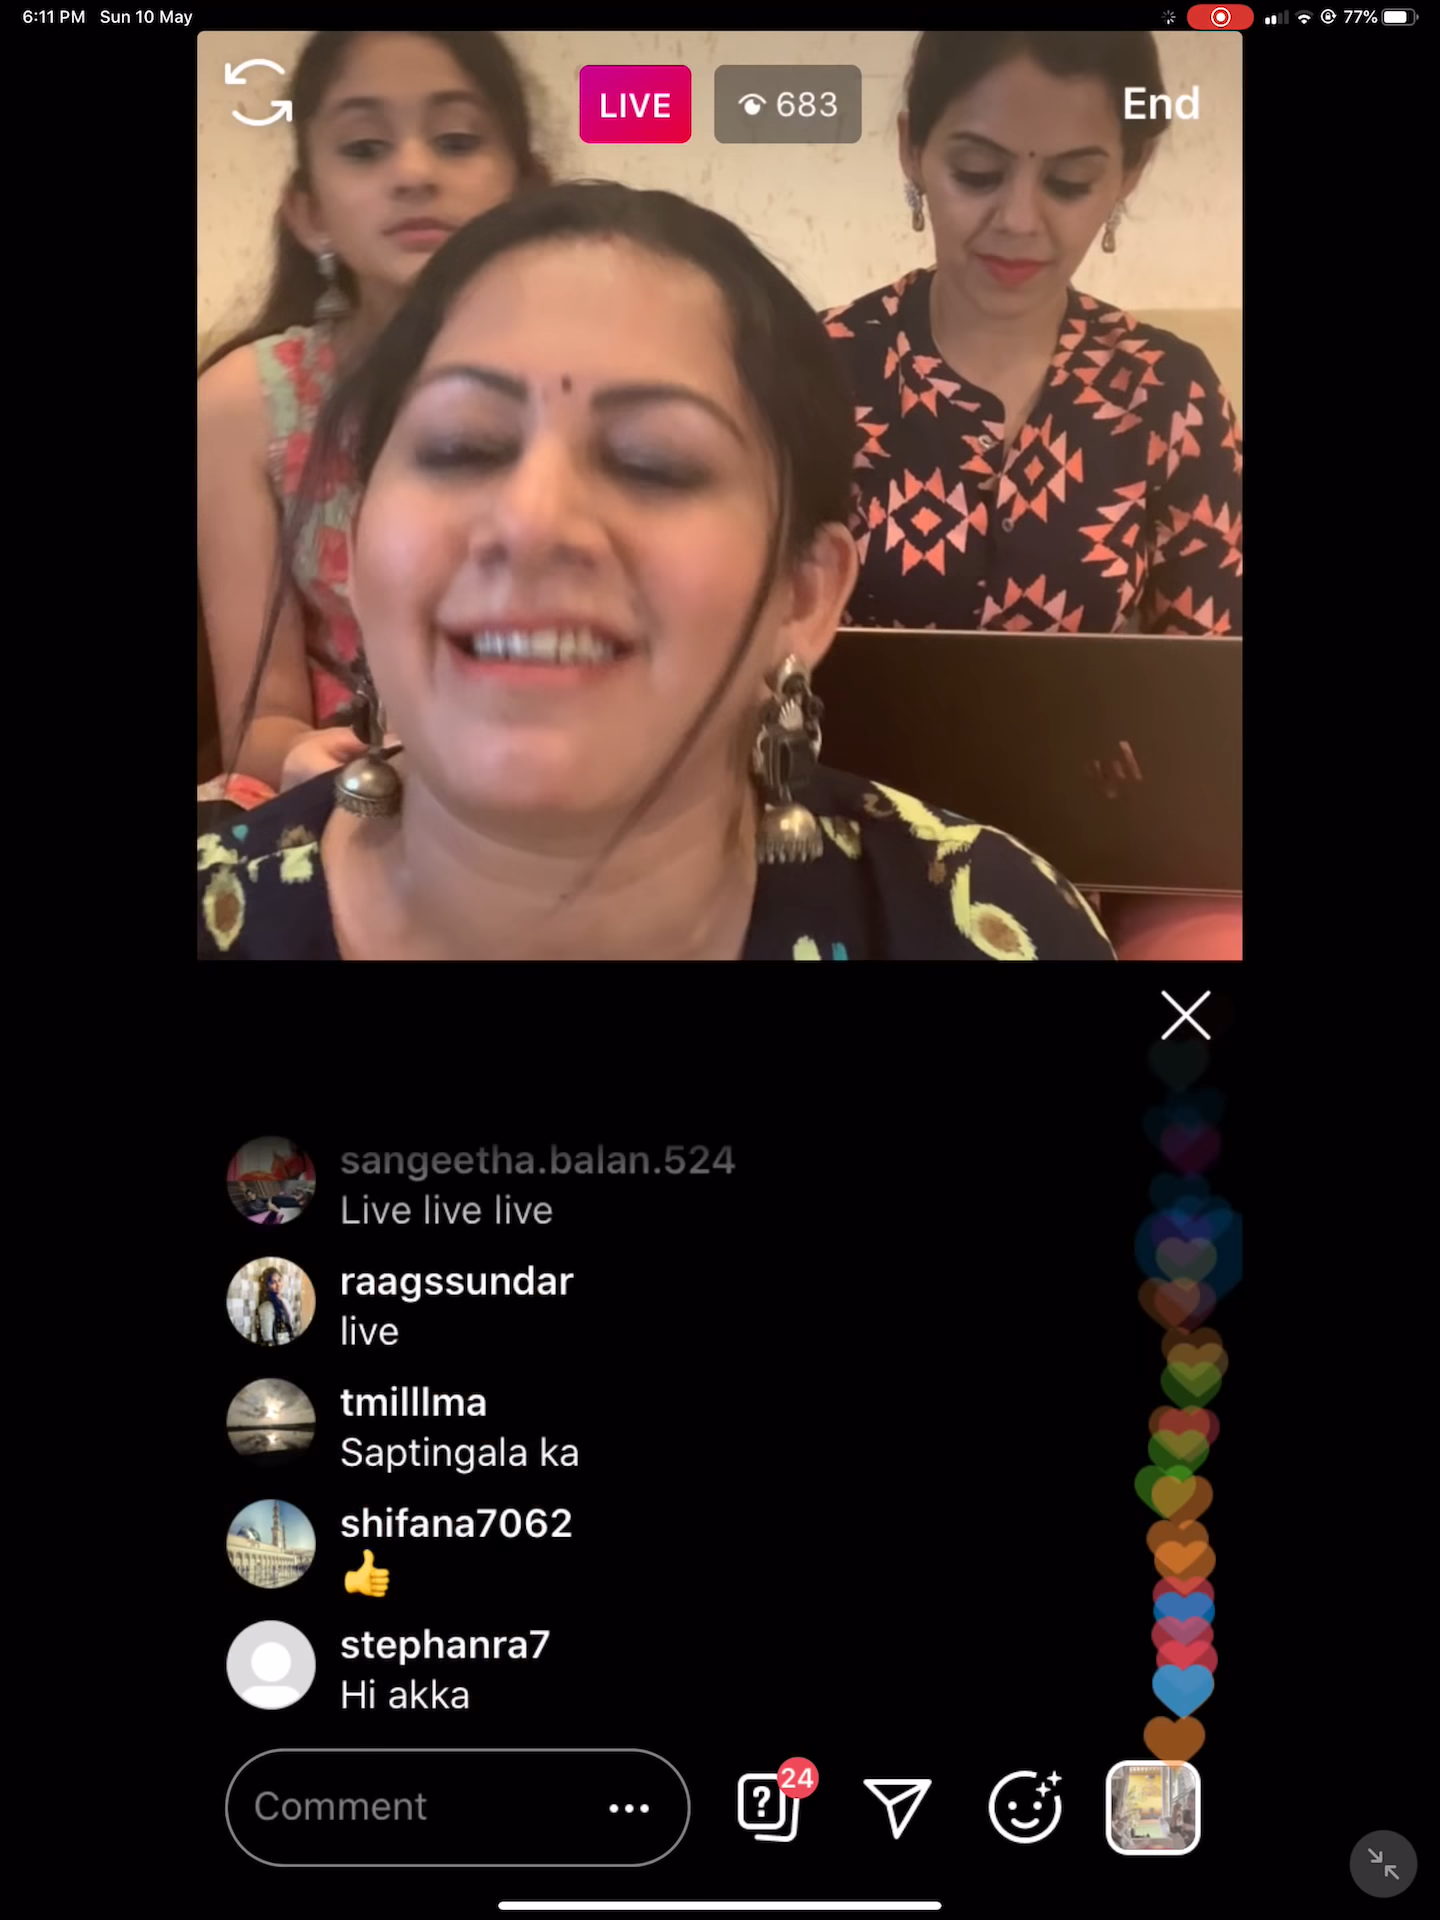 6:11 PM Sun 10 May 77%
LIVE 683 End
sangeetha.balan.524
Live live live
raagssundar
live
tmilllma
Saptingala ka
shifana7062
👍
stephanra7
Hi akka
Comment ... ? 24